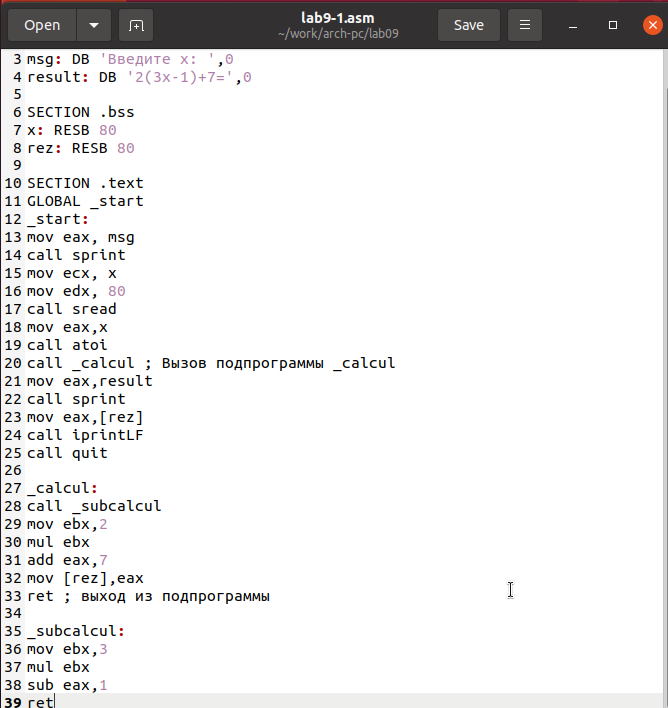 Open
lab9-1.asm
~/work/arch-pc/lab09
Save
3 msg: DB 'Введите x: ',0
4 result: DB '2(3x-1)+7=',0
5
6 SECTION .bss
7 x: RESB 80
8 rez: RESB 80
9
10 SECTION .text
11 GLOBAL _start
12 _start:
13 mov eax, msg
14 call sprint
15 mov ecx, x
16 mov edx, 80
17 call sread
18 mov eax,x
19 call atoi
20 call _calcul ; Вызов подпрограммы _calcul
21 mov eax,result
22 call sprint
23 mov eax,[rez]
24 call iprintLF
25 call quit
26
27 _calcul:
28 call _subcalcul
29 mov ebx,2
30 mul ebx
31 add eax,7
32 mov [rez],eax
33 ret ; выход из подпрограммы
34
35 _subcalcul:
36 mov ebx,3
37 mul ebx
38 sub eax,1
39 ret